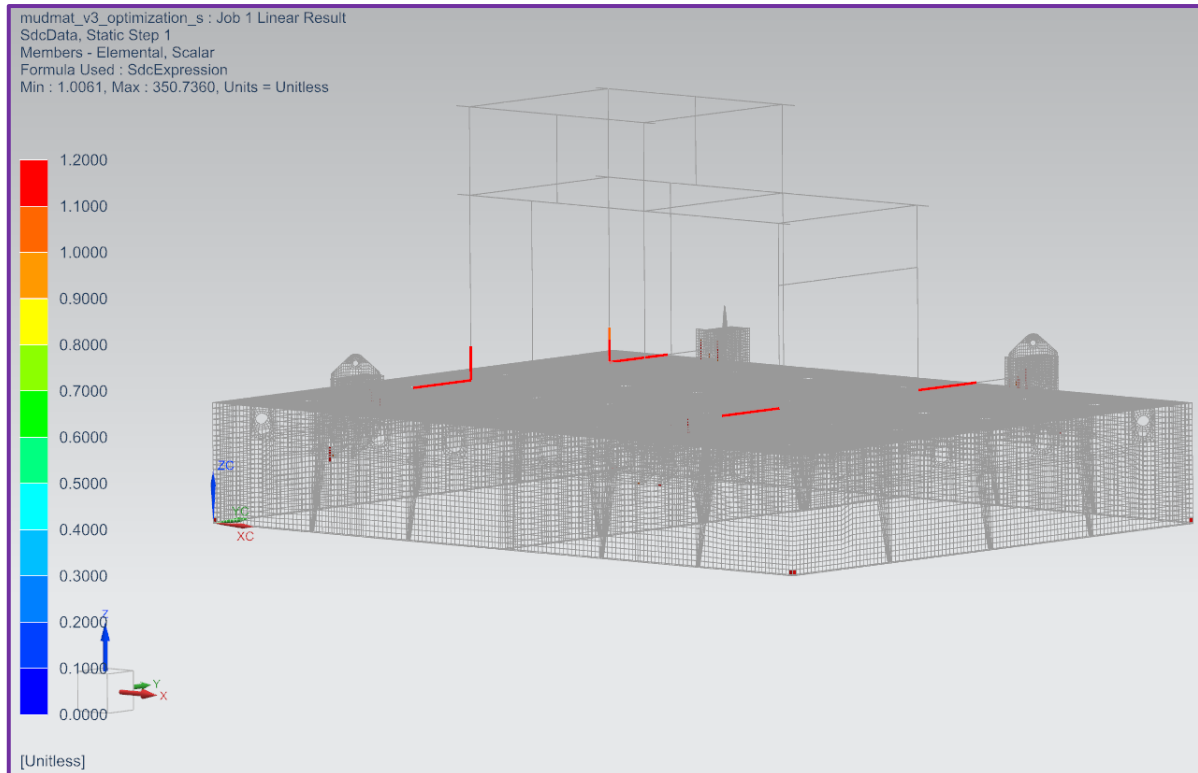 mudmat_v3_optimization_s : Job 1 Linear Result
SdcData, Static Step 1
Members - Elemental, Scalar
Formula Used : SdcExpression
Min : 1.0061, Max : 350.7360, Units = Unitless
1.2000
1.1000
1.0000
0.9000
0.8000
0.7000
0.6000
0.5000
0.4000
0.3000
0.2000
0.1000
0.0000
ZC
YC
XC
Z
Y
X
[Unitless]